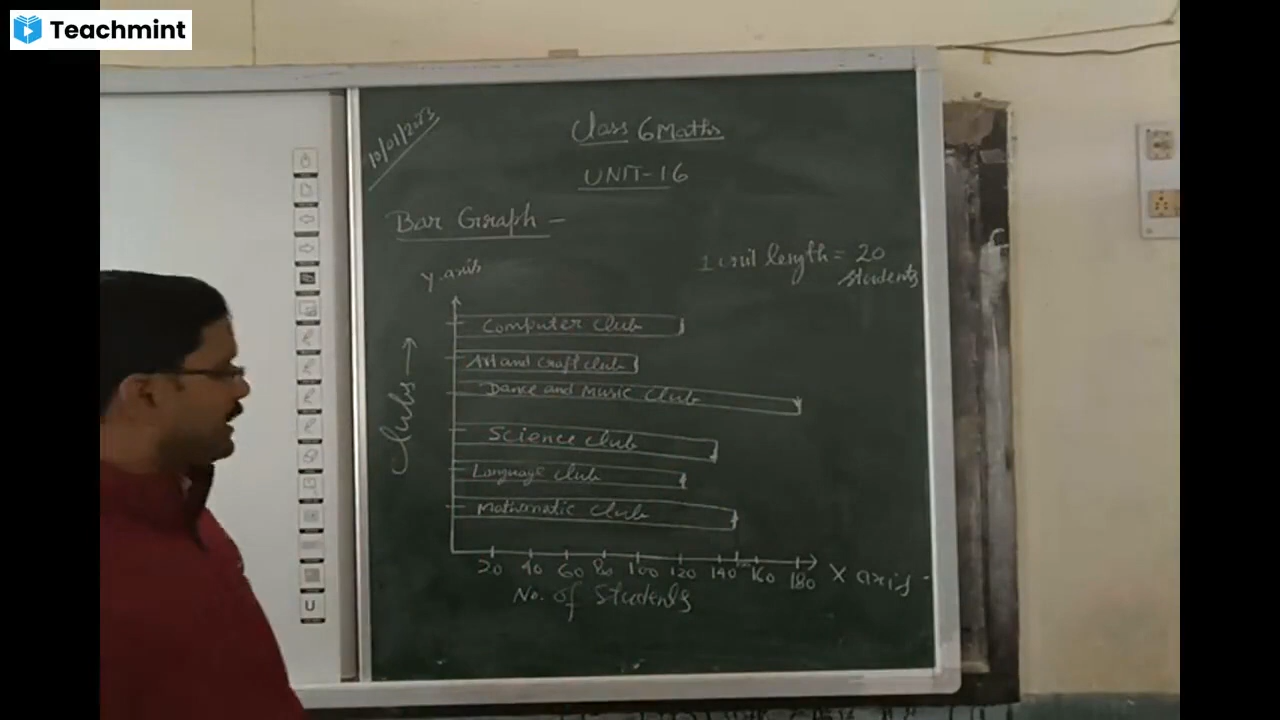 Teachmint
10/01/2023
Class 6 Maths
UNIT-16
Bar Graph -
1 unit length = 20
students
Y-axis
Clubs
Computer club
Art and craft club
Dance and Music Club
Science club
Language club
Mathematic club
20 40 60 80 100 120 140 160 180 X axis
No. of Students
U